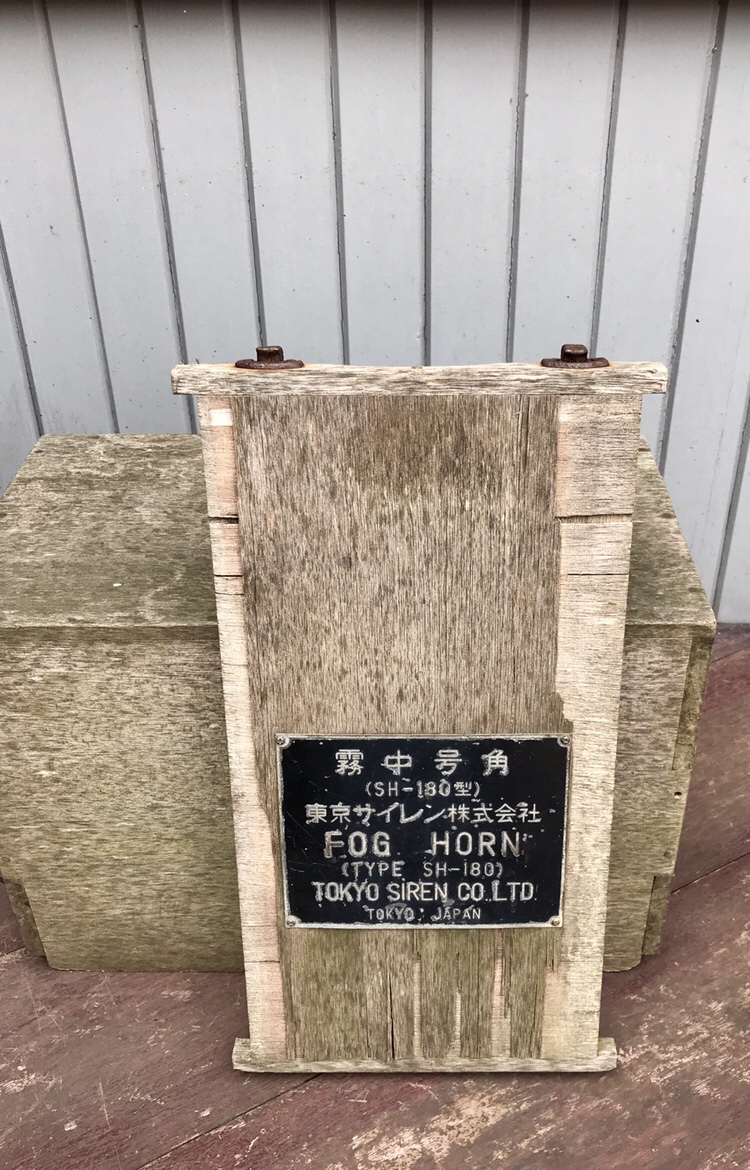 霧中号角
(SH-180型)
東京サイレン株式会社
FOG HORN
(TYPE SH-180)
TOKYO SiREN CO.LTD
TOKYO, JAPAN